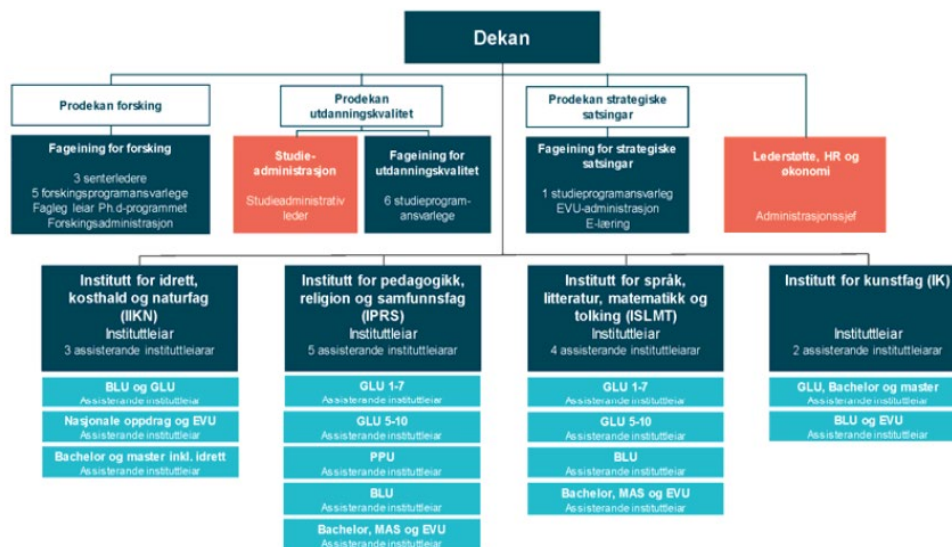 Dekan
Prodekan forsking
Prodekan
utdanningskvalitet
Prodekan strategiske
satsingar
Fageining for forsking
3 senterledere
5 forskingsprogramansvarlege
Fagleg leiar Ph.d-programmet
Forskingsadministrasjon
Studie-
administrasjon
Studieadministrativ
leder
Fageining for
utdanningskvalitet
6 studieprogram-
ansvarlege
Fageining for strategiske
satsingar
1 studieprogramansvarleg
EVU-administrasjon
E-læring
Lederstøtte, HR og
økonomi
Administrasjonssjef
Institutt for idrett,
kosthald og naturfag
(IIKN)
Instituttleiar
3 assisterande instituttleiarar
BLU og GLU
Assisterande instituttleiar
Nasjonale oppdrag og EVU
Assisterande instituttleiar
Bachelor og master inkl. idrett
Assisterande instituttleiar
Institutt for pedagogikk,
religion og samfunnsfag
(IPRS)
Instituttleiar
5 assisterande instituttleiarar
GLU 1-7
Assisterande instituttleiar
GLU 5-10
Assisterande instituttleiar
PPU
Assisterande instituttleiar
BLU
Assisterande instituttleiar
Bachelor, MAS og EVU
Assisterande instituttleiar
Institutt for språk,
litteratur, matematikk og
tolking (ISLMT)
Instituttleiar
4 assisterande instituttleiarar
GLU 1-7
Assisterande instituttleiar
GLU 5-10
Assisterande instituttleiar
BLU
Assisterande instituttleiar
Bachelor, MAS og EVU
Assisterande instituttleiar
Institutt for kunstfag (IK)
Instituttleiar
2 assisterande instituttleiarar
GLU, Bachelor og master
Assisterande instituttleiar
BLU og EVU
Assisterande instituttleiar